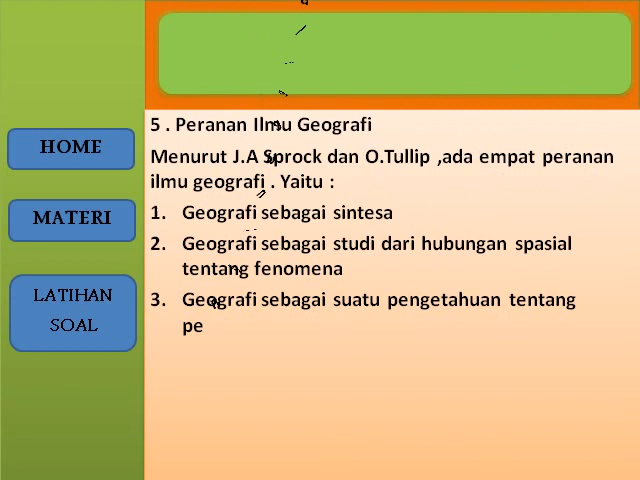 5 . Peranan Ilmu Geografi
HOME
Menurut J.A Sprock dan O.Tullip ,ada empat peranan
ilmu geografi . Yaitu :
MATERI
1. Geografi sebagai sintesa
2. Geografi sebagai studi dari hubungan spasial
tentang fenomena
LATIHAN
SOAL
3. Geografi sebagai suatu pengetahuan tentang
pe